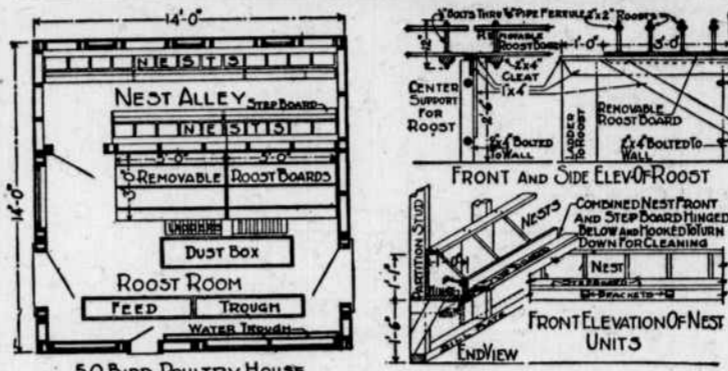 14'-0"
14'-0"
NESTS
NEST ALLEY
STEP BOARD
NESTS
5'-0" 5'-0"
REMOVABLE ROOST BOARDS
DUST BOX
ROOST ROOM
FEED TROUGH
WATER TROUGH
50 BIRD POULTRY HOUSE
BOLTS THRU PIPE FERRULE 2"x2" ROOSTS
REMOVABLE
ROOST BOARD
1'-0"
3'-0"
2"x4"
CLEAT
1"x4"
CENTER
SUPPORT
FOR
ROOST
2"x4" BOLTED
TO WALL
LADDER
TO ROOST
REMOVABLE
ROOST BOARD
2"x4" BOLTED TO
WALL
FRONT AND SIDE ELEV-OF ROOST
PARTITION STUD
NESTS
COMBINED NEST FRONT
AND STEP BOARD HINGED
BELOW AND HOOKED TO TURN
DOWN FOR CLEANING
NEST
BRACKETS
1'-6"
END VIEW
FRONT ELEVATION OF NEST
UNITS